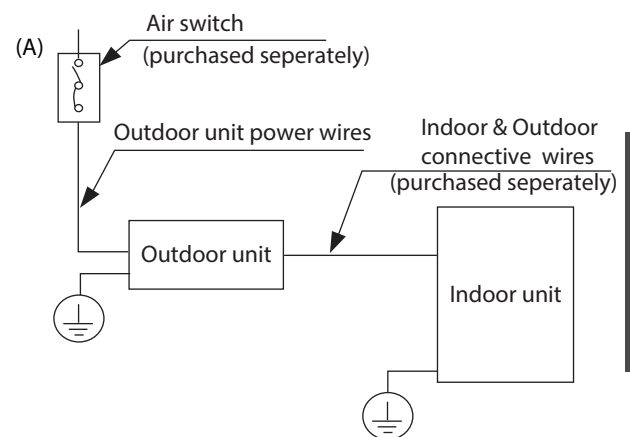 (A)
Air switch
(purchased seperately)
Outdoor unit power wires
Indoor & Outdoor
connective wires
(purchased seperately)
Outdoor unit
Indoor unit